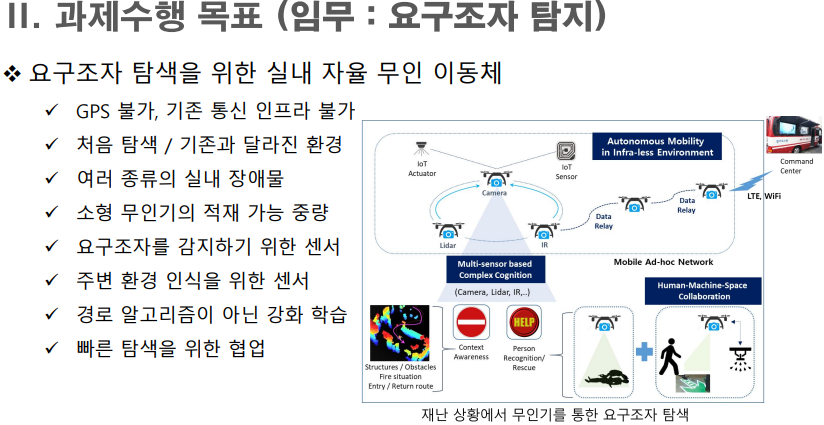 II. 과제수행 목표 (임무 : 요구조자 탐지)
❖ 요구조자 탐색을 위한 실내 자율 무인 이동체
✓ GPS 불가, 기존 통신 인프라 불가
✓ 처음 탐색 / 기존과 달라진 환경
✓ 여러 종류의 실내 장애물
✓ 소형 무인기의 적재 가능 중량
✓ 요구조자를 감지하기 위한 센서
✓ 주변 환경 인식을 위한 센서
✓ 경로 알고리즘이 아닌 강화 학습
✓ 빠른 탐색을 위한 협업
Autonomous Mobility
in Infra-less Environment
IoT
Actuator
IoT
Sensor
Camera
Command
Center
Lidar
IR
Data
Relay
Data
Relay
LTE, WiFi
Mobile Ad-hoc Network
Multi-sensor based
Complex Cognition
(Camera, Lidar, IR,..)
Human-Machine-Space
Collaboration
HELP
Structures / Obstacles
Fire situation
Entry / Return route
Context
Awareness
Person
Recognition/
Rescue
재난 상황에서 무인기를 통한 요구조자 탐색